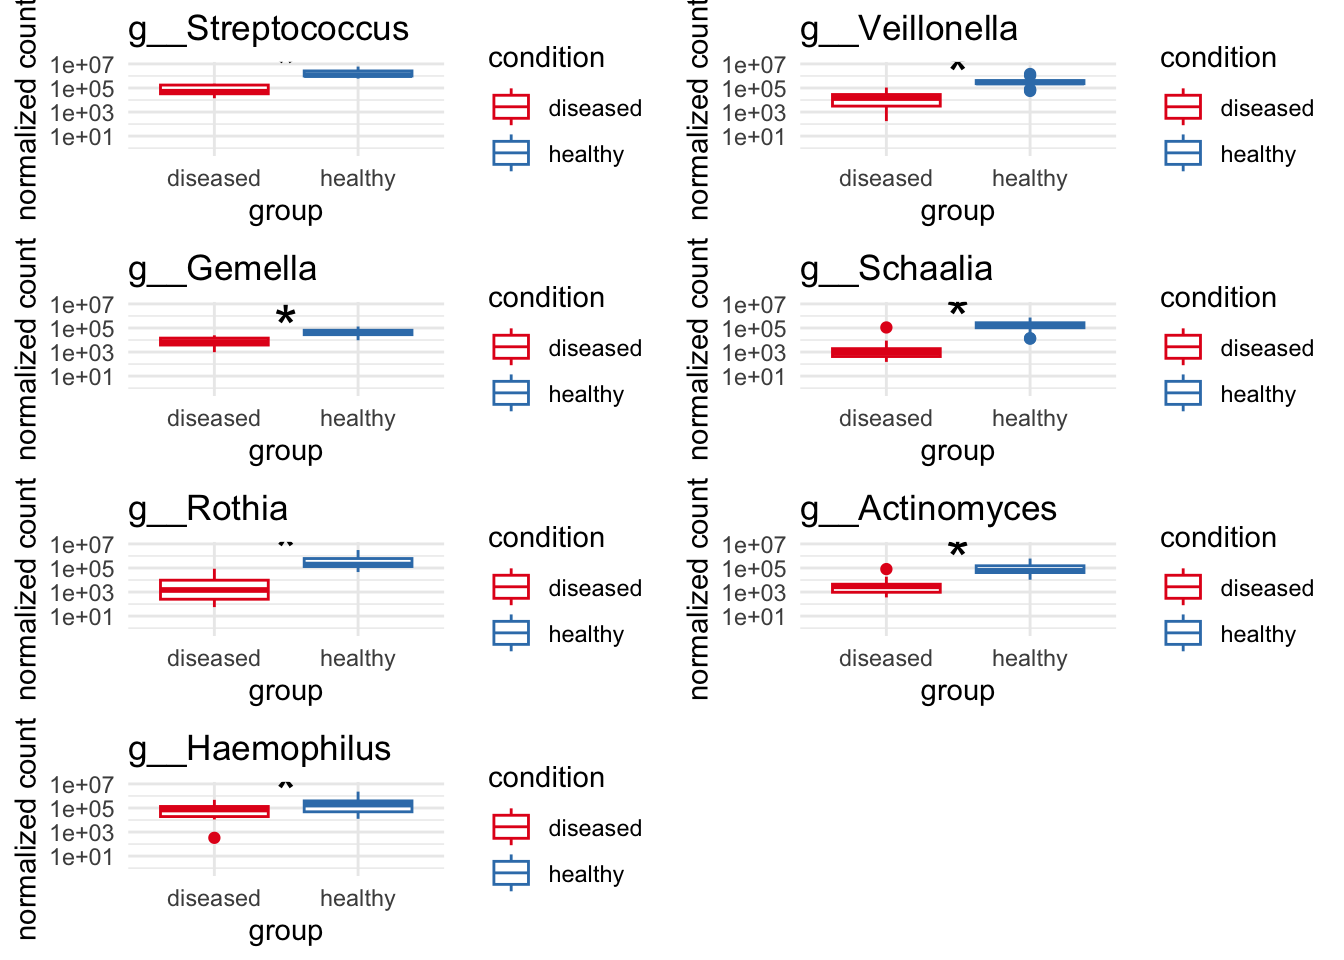 g__Streptococcus
normalized count
1e+07
1e+05
1e+03
1e+01
*
diseased healthy
group
condition
diseased
healthy
g__Veillonella
normalized count
1e+07
1e+05
1e+03
1e+01
*
diseased healthy
group
condition
diseased
healthy
g__Gemella
normalized count
1e+07
1e+05
1e+03
1e+01
*
diseased healthy
group
condition
diseased
healthy
g__Schaalia
normalized count
1e+07
1e+05
1e+03
1e+01
*
diseased healthy
group
condition
diseased
healthy
g__Rothia
normalized count
1e+07
1e+05
1e+03
1e+01
*
diseased healthy
group
condition
diseased
healthy
g__Actinomyces
normalized count
1e+07
1e+05
1e+03
1e+01
*
diseased healthy
group
condition
diseased
healthy
g__Haemophilus
normalized count
1e+07
1e+05
1e+03
1e+01
*
diseased healthy
group
condition
diseased
healthy